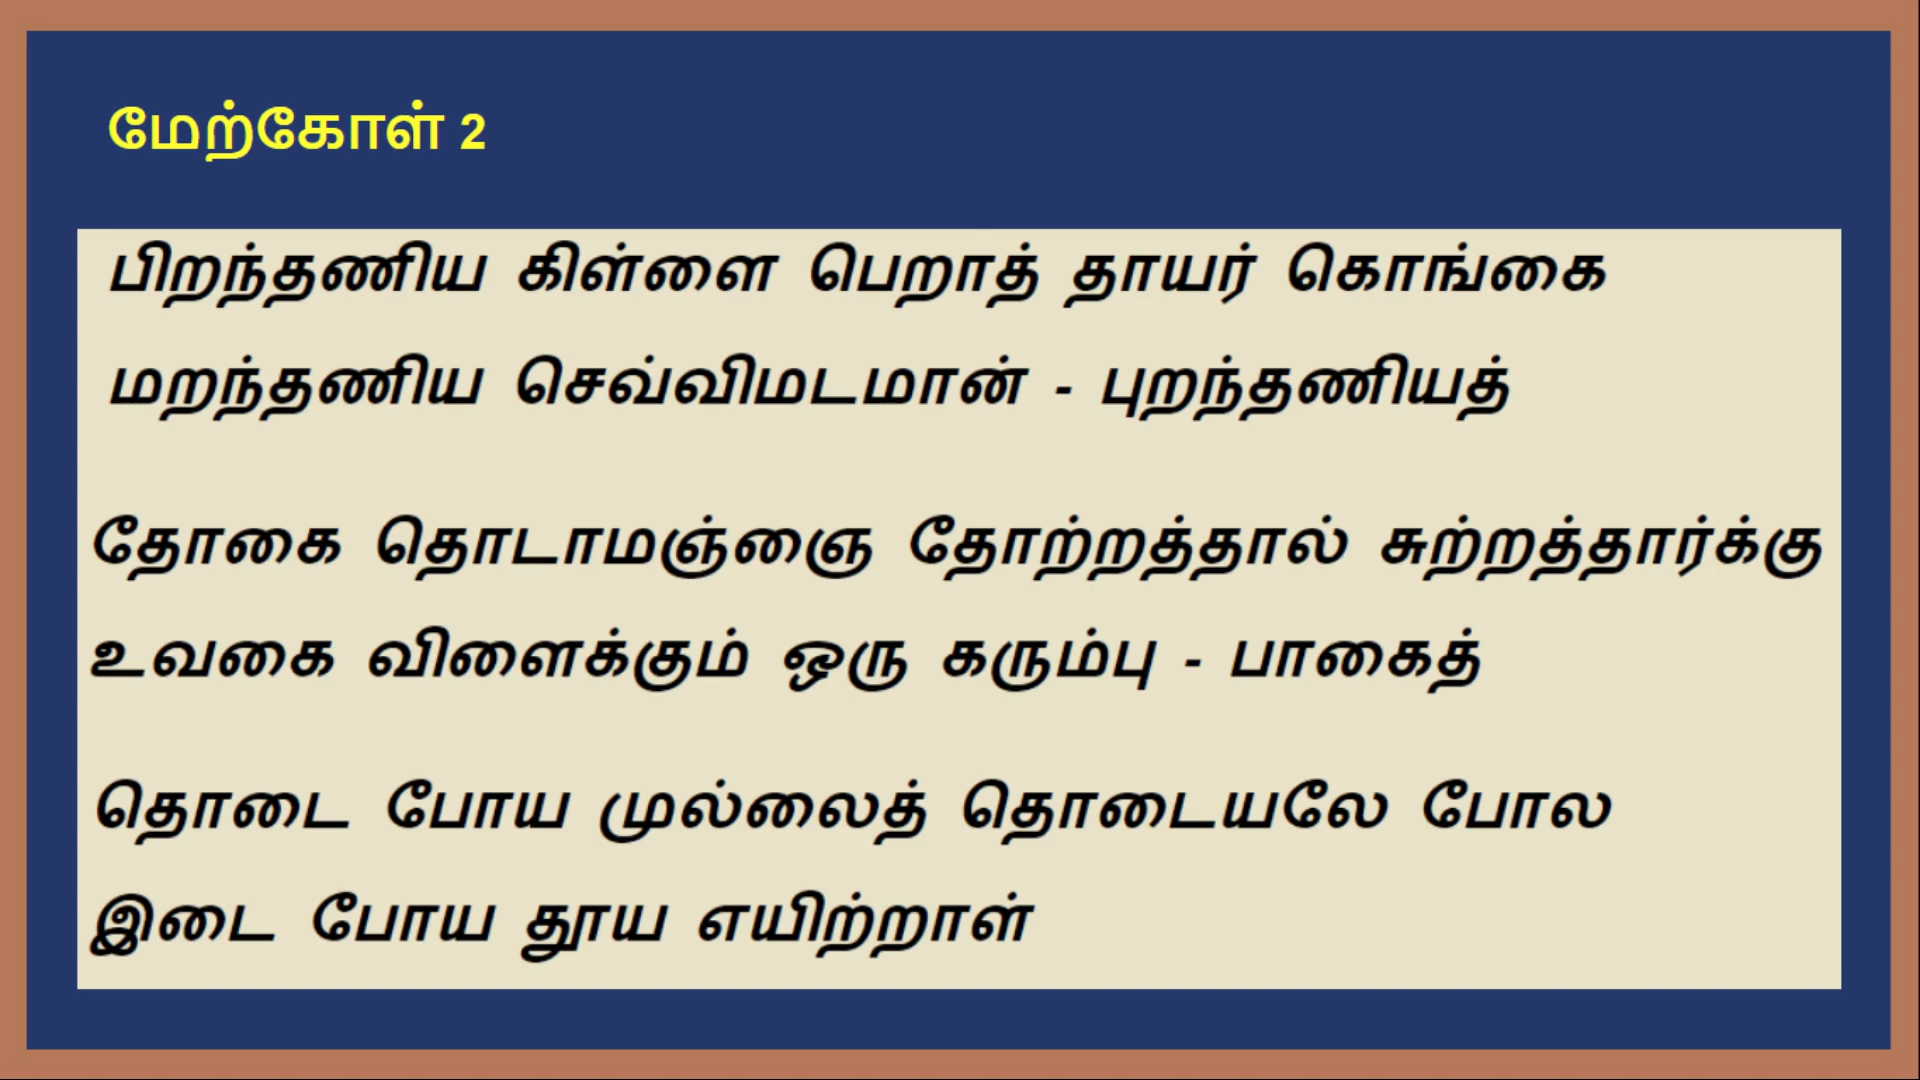 மேற்கோள் 2
பிறந்தணிய கிள்ளை பெறாத் தாயர் கொங்கை
மறந்தணிய செவ்விமடமான் - புறந்தணியத்
தோகை தொடாமஞ்ஞை தோற்றத்தால் சுற்றத்தார்க்கு
உவகை விளைக்கும் ஒரு கரும்பு - பாகைத்
தொடை போய முல்லைத் தொடையலே போல
இடை போய தூய எயிற்றாள்